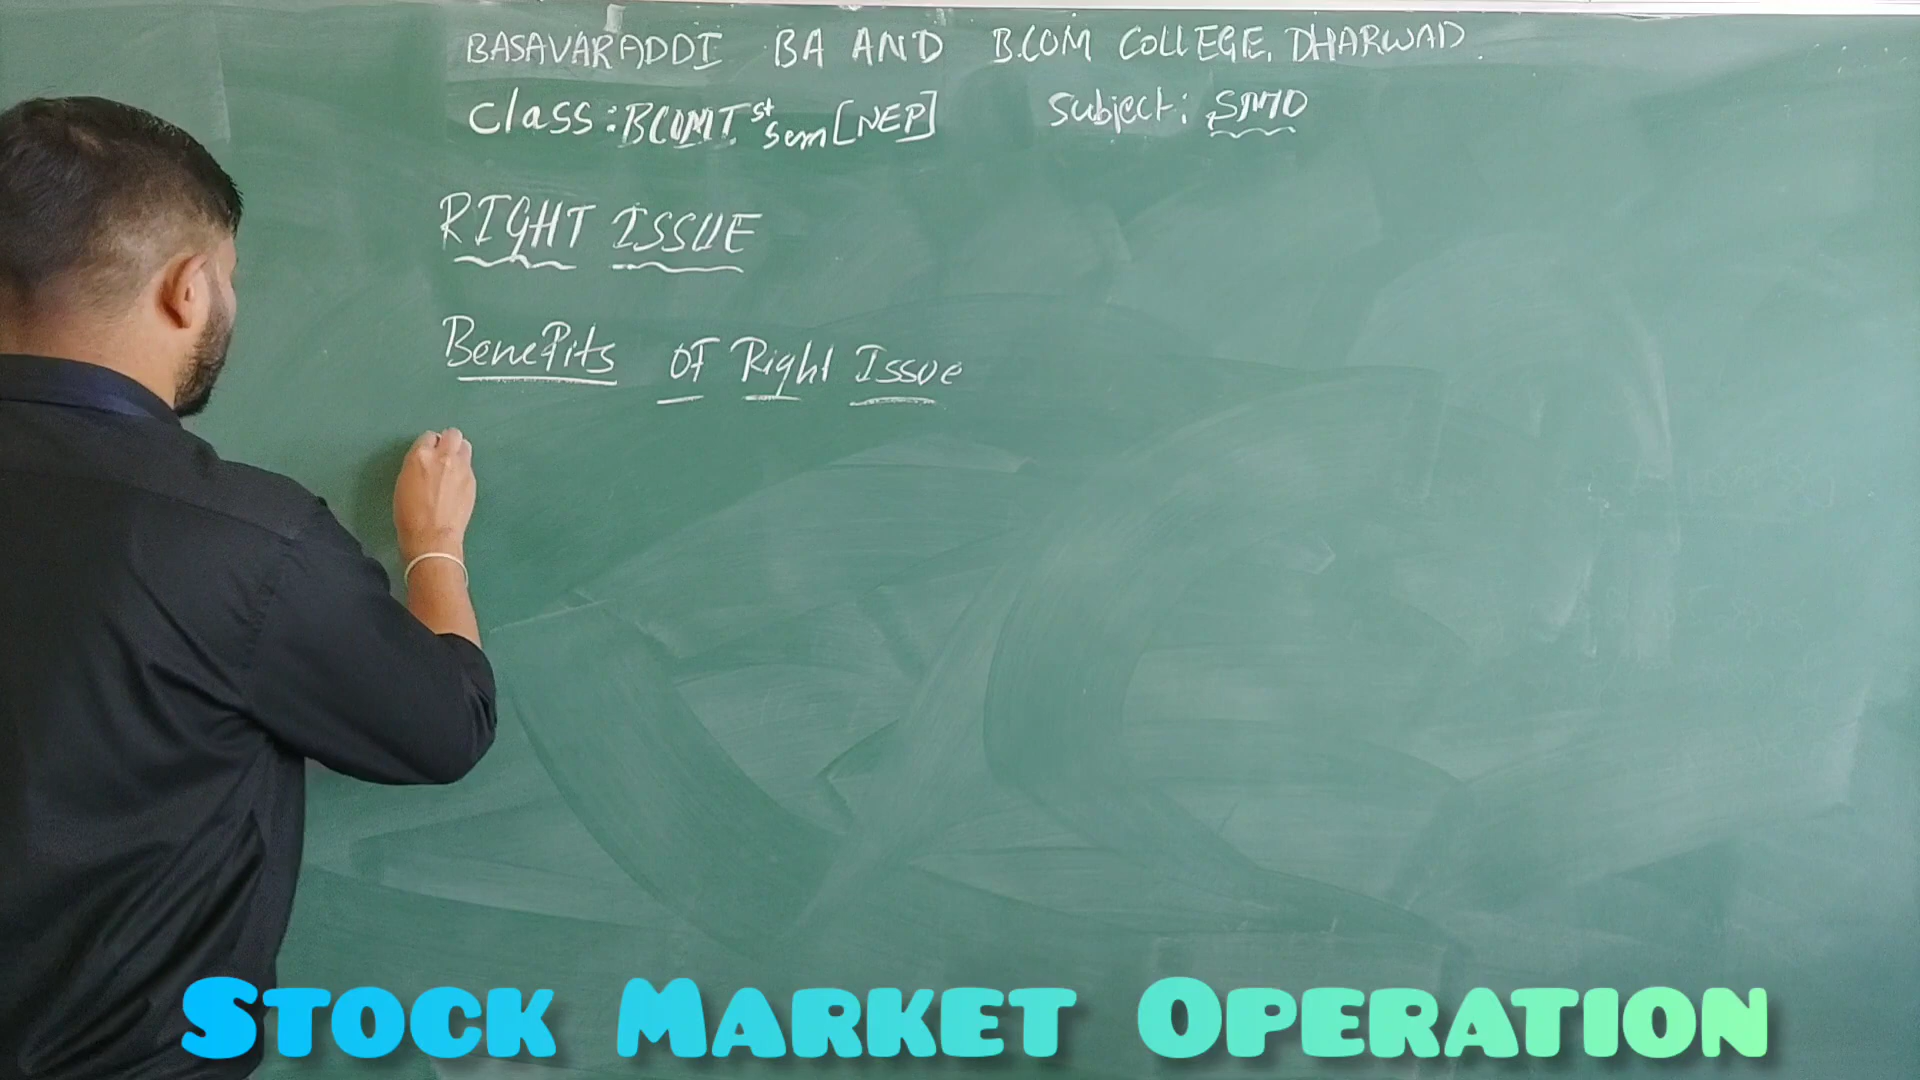 BASAVARADDI BA AND B.COM COLLEGE, DHARWAD
Class: BCOM Ist Sem [NEP] Subject: SMO
RIGHT ISSUE
Benefits of Right Issue
STOCK MARKET OPERATION